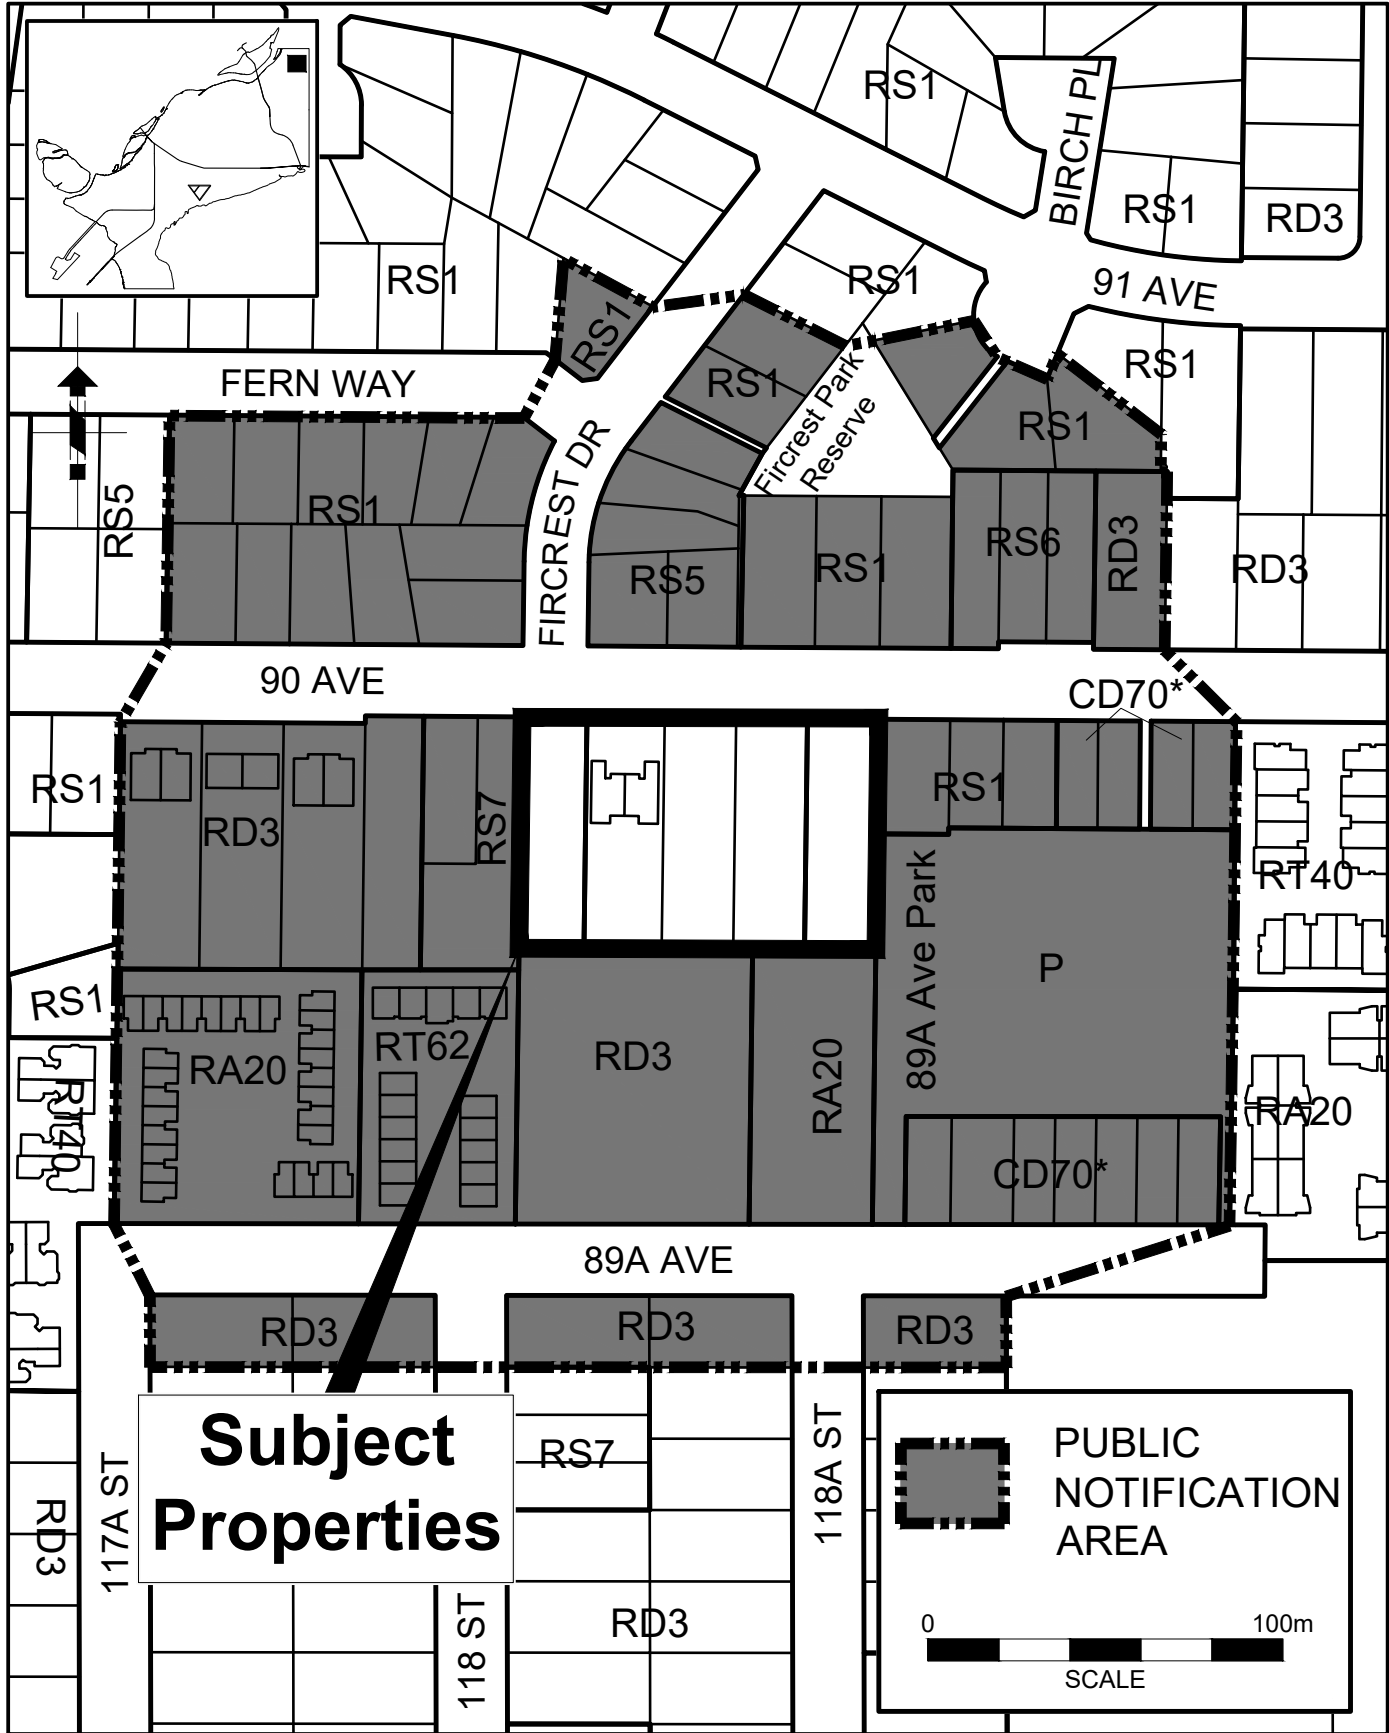 RS1
BIRCH PL
RS1
RD3
RS1
RS1
91 AVE
RS1
RS1
RS1
FERN WAY
RS1
Fircrest Park
Reserve
RS1
RS5
RS1
FIRCREST DR
RS5
RS1
RS6
RD3
RD3
90 AVE
CD70*
RS1
RD3
RS7
RS1
RT40
89A Ave Park
P
RS1
RT40
RA20
RT62
RD3
RA20
RA20
CD70*
89A AVE
RD3
RD3
RD3
Subject
Properties
RS7
RD3
117A ST
118 ST
RD3
118A ST
PUBLIC
NOTIFICATION
AREA
0 100m
SCALE